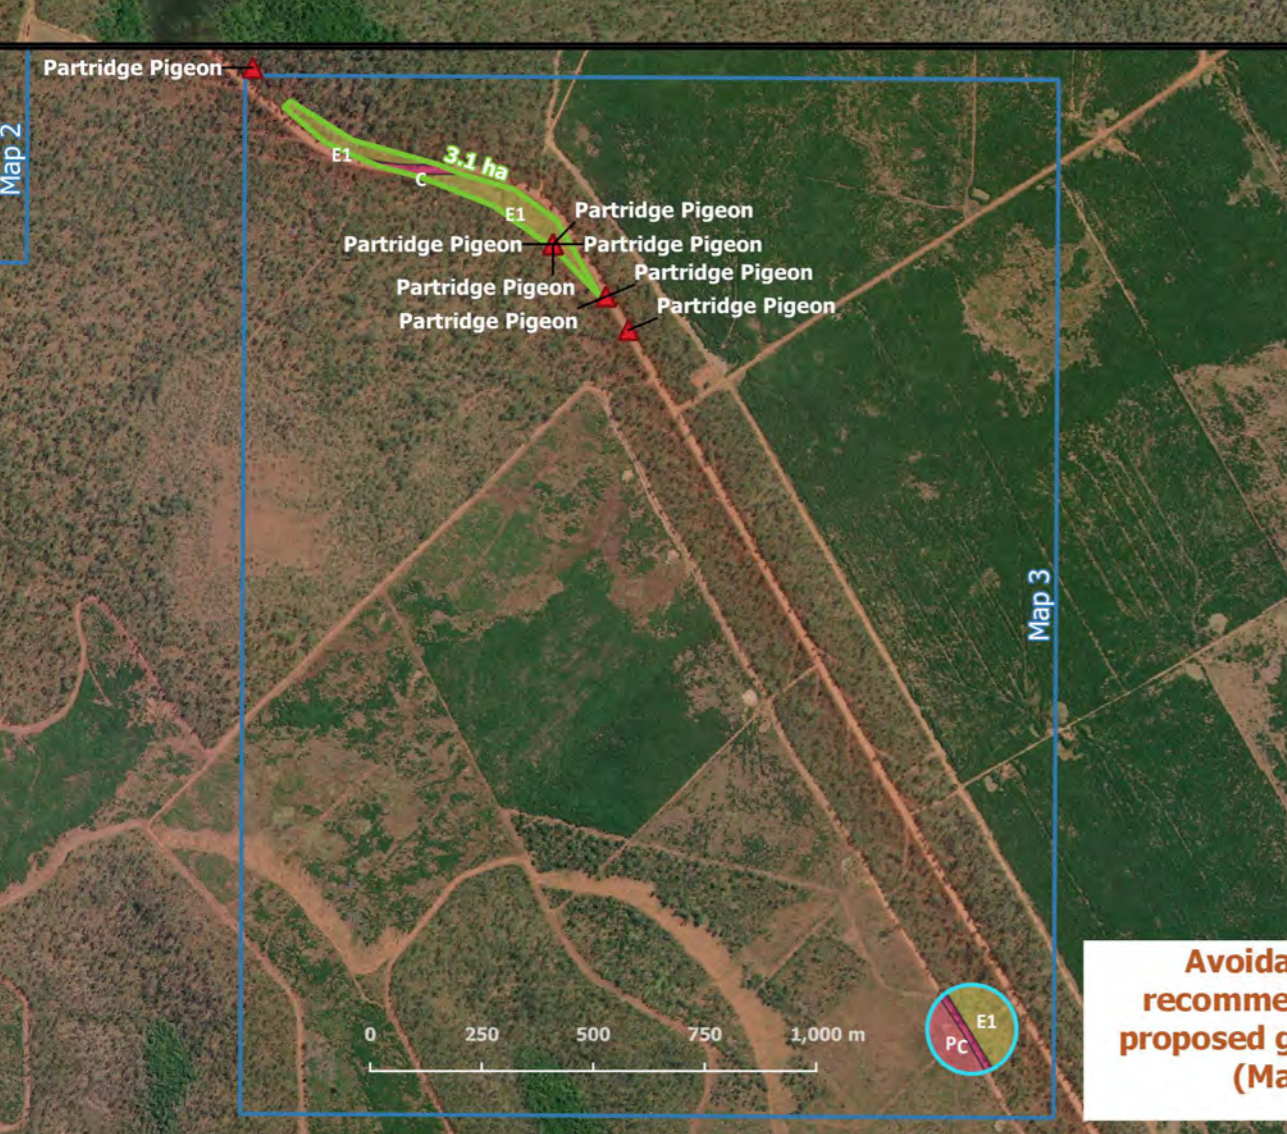 Partridge Pigeon
Map 2
E1
3.1 ha
C
E1
Partridge Pigeon
Partridge Pigeon
Partridge Pigeon
Partridge Pigeon
Partridge Pigeon
Partridge Pigeon
Partridge Pigeon
Map 3
Avoida
recomme
proposed g
(Ma
E1
PC
0 250 500 750 1,000 m